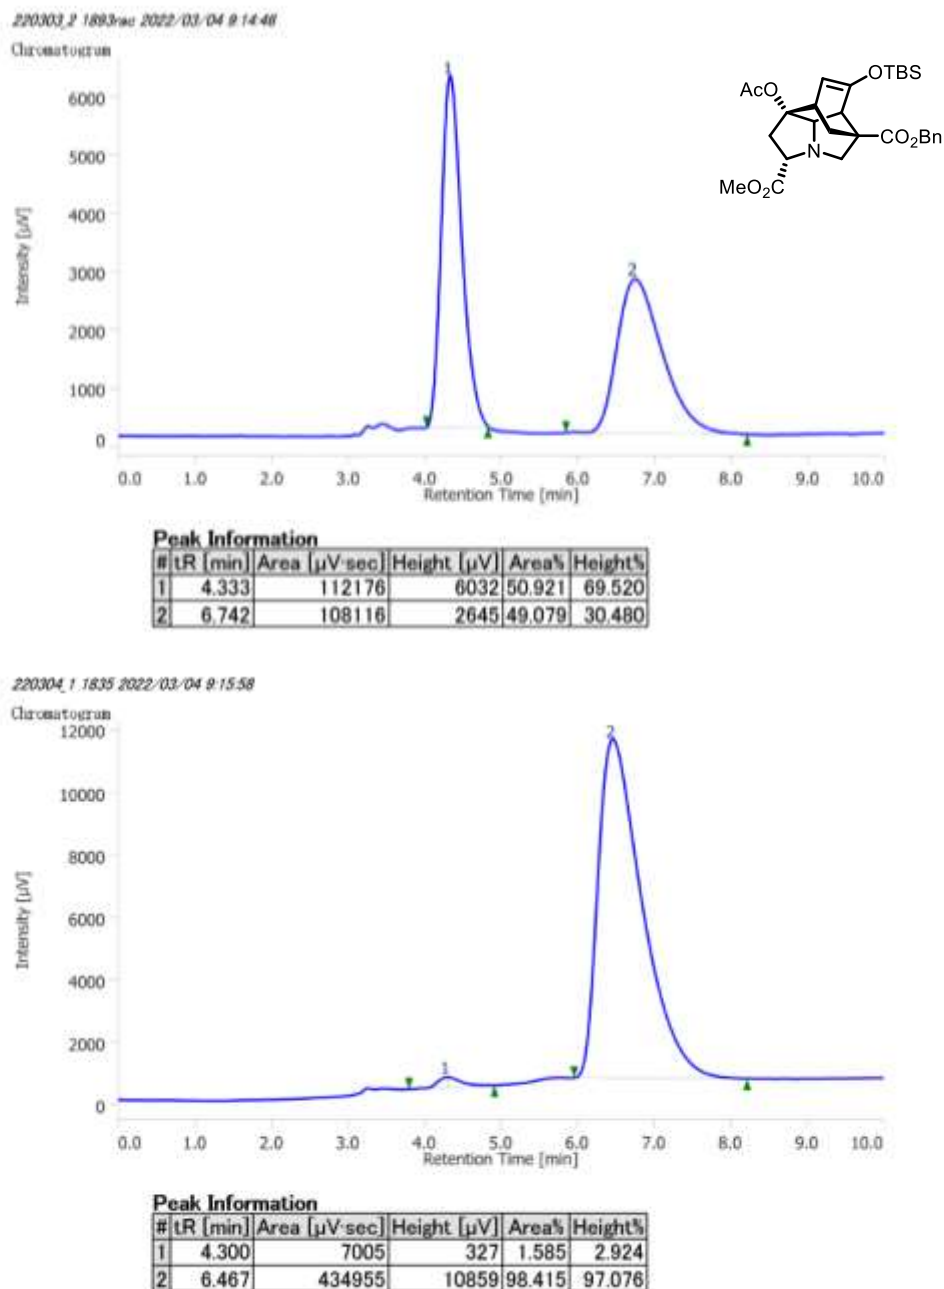 220303_2 1893rac 2022/03/04 9:14:46
Chromatogram
1
2
6000
5000
4000
3000
2000
1000
0
Intensity [µV]
0.0 1.0 2.0 3.0 4.0 5.0 6.0 7.0 8.0 9.0 10.0
Retention Time [min]
OTBS
AcO
CO2Bn
N
MeO2C
Peak Information
# tR [min] Area [µV·sec] Height [µV] Area% Height%
1 4.333 112176 6032 50.921 69.520
2 6.742 108116 2645 49.079 30.480
220304_1 1835 2022/03/04 9:15:58
Chromatogram
12000
10000
8000
6000
4000
2000
0
Intensity [µV]
1
2
0.0 1.0 2.0 3.0 4.0 5.0 6.0 7.0 8.0 9.0 10.0
Retention Time [min]
Peak Information
# tR [min] Area [µV·sec] Height [µV] Area% Height%
1 4.300 7005 327 1.585 2.924
2 6.467 434955 10859 98.415 97.076